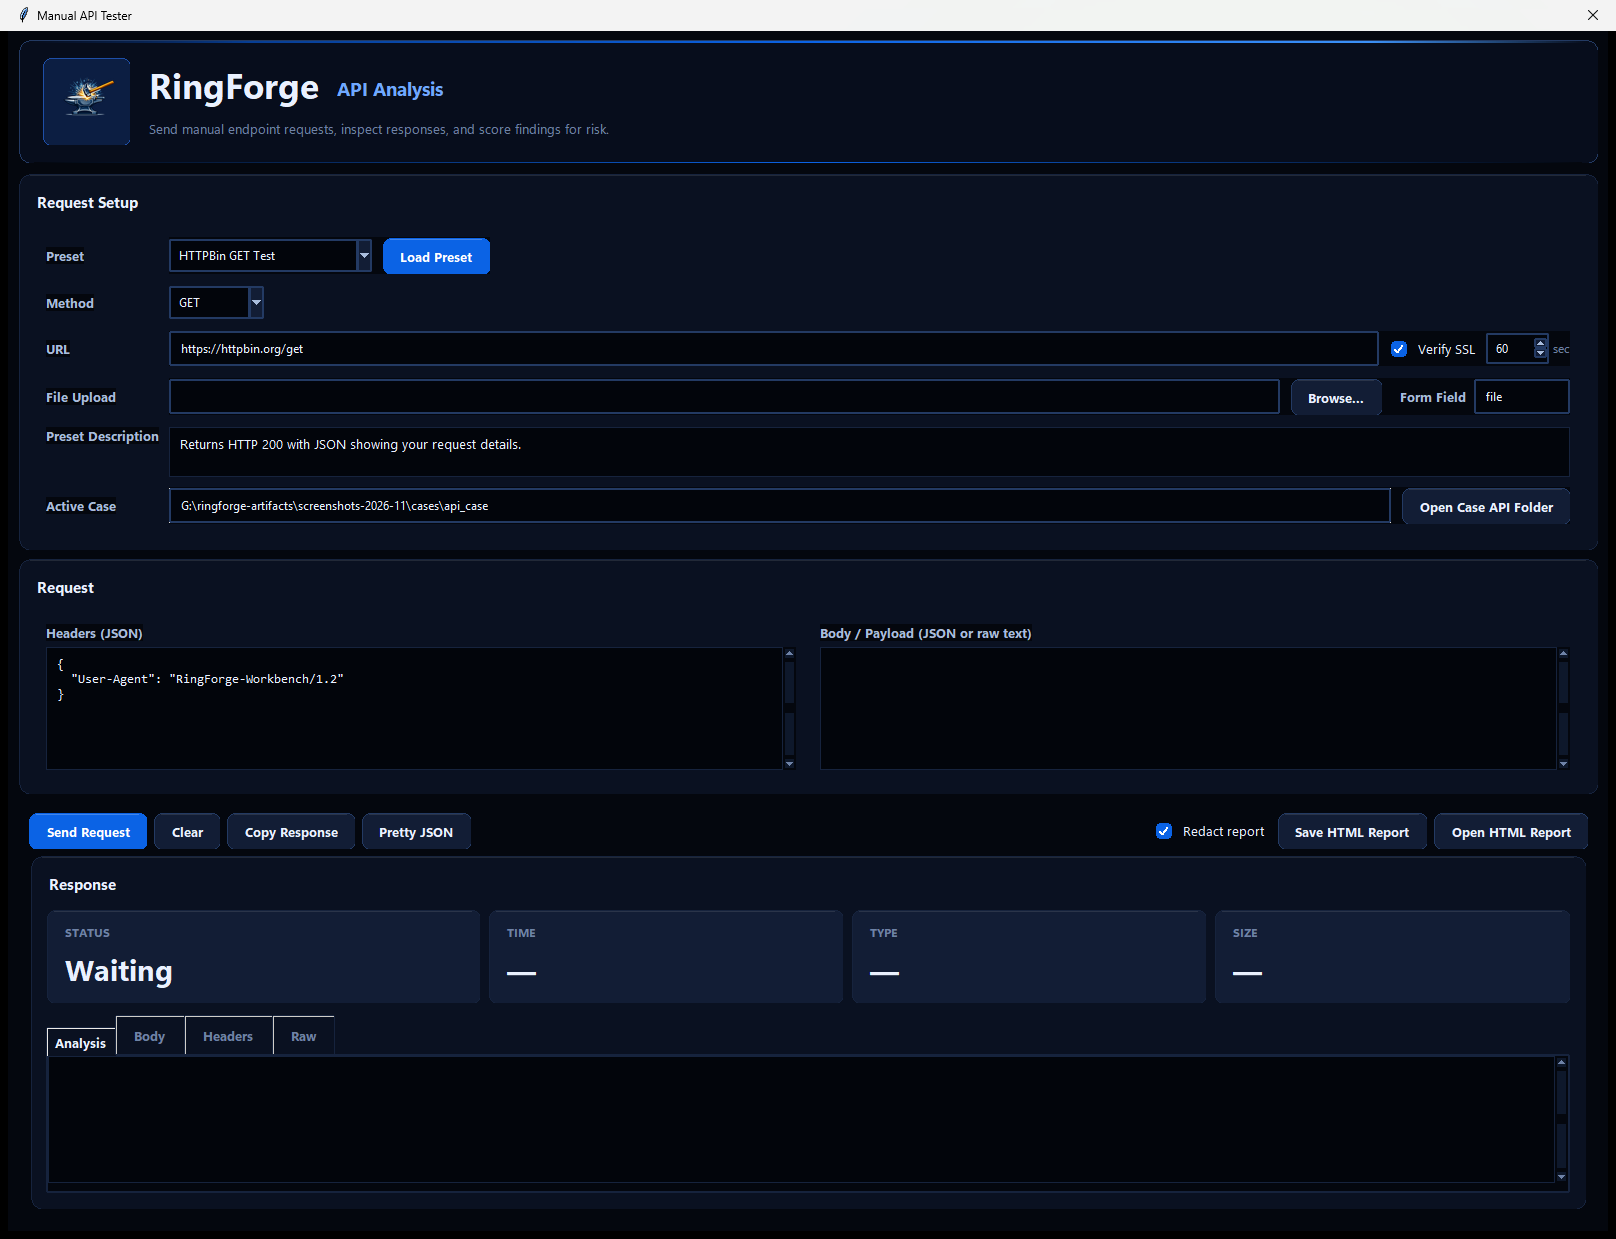 Manual API Tester
RingForge API Analysis
Send manual endpoint requests, inspect responses, and score findings for risk.
Request Setup
Preset HTTPBin GET Test Load Preset
Method GET
URL https://httpbin.org/get Verify SSL 60 sec
File Upload Browse... Form Field file
Preset Description Returns HTTP 200 with JSON showing your request details.
Active Case G:\ringforge-artifacts\screenshots-2026-11\cases\api_case Open Case API Folder
Request
Headers (JSON) Body / Payload (JSON or raw text)
{
"User-Agent": "RingForge-Workbench/1.2"
}
Send Request Clear Copy Response Pretty JSON Redact report Save HTML Report Open HTML Report
Response
STATUS TIME TYPE SIZE
Waiting — — —
Analysis Body Headers Raw